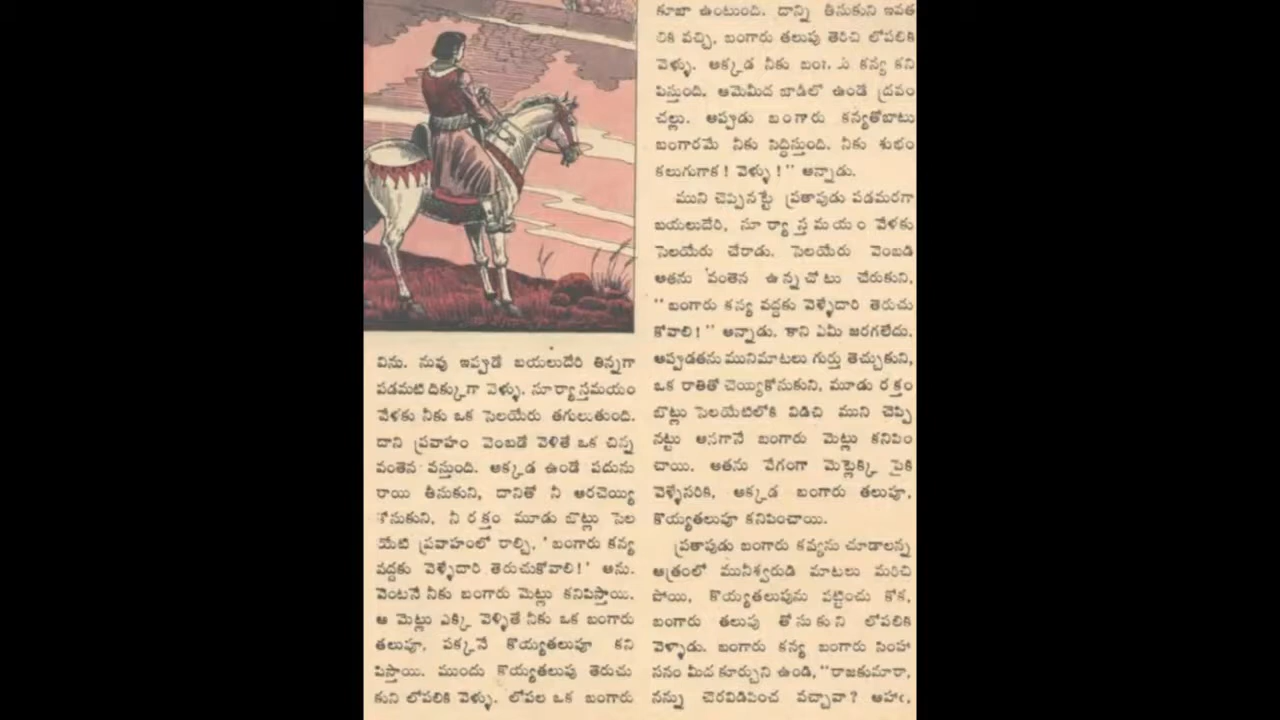 విను. నువు ఇప్పుడే బయలుదేరి తిన్నగా
పడమటి దిక్కుగా వెళ్ళు. సూర్యాస్తమయం
వేళకు నీకు ఒక సెలయేరు తగులుతుంది.
దాని ప్రవాహం వెంబడే వెళితే ఒక చిన్న
వంతెన వస్తుంది. అక్కడ ఉండే పదును
రాయి తీసుకుని, దానితో నీ అరచెయ్యి
కోసుకుని, నీ రక్తం మూడు బొట్లు సెల
యేటి ప్రవాహంలో రాల్చి, 'బంగారు కన్య
వద్దకు వెళ్ళేదారి తెరుచుకోవాలి!' అను.
వెంటనే నీకు బంగారు మెట్లు కనిపిస్తాయి.
ఆ మెట్లు ఎక్కి వెళ్ళితే నీకు ఒక బంగారు
తలుపూ, పక్కనే కొయ్యతలుపూ కని
పిస్తాయి. ముందు కొయ్యతలుపు తెరుచు
కుని లోపలికి వెళ్ళు. లోపల ఒక బంగారు
కూజా ఉంటుంది. దాన్ని తీసుకుని ఇవత
లికి వచ్చి, బంగారు తలుపు తెరిచి లోపలికి
వెళ్ళు. అక్కడ నీకు కన్య కని
పిస్తుంది. ఆమెమీద జాడీలో ఉండే ద్రవం
చల్లు. అప్పుడు బంగారు కన్యతోబాటు
బంగారమే నీకు సిద్ధిస్తుంది. నీకు శుభం
కలుగుగాక! వెళ్ళు!" అన్నాడు.
ముని చెప్పినట్టే ప్రతాపుడు పడమరగా
బయలుదేరి, సూర్యాస్తమయం వేళకు
సెలయేరు చేరాడు. సెలయేరు వెంబడి
అతను వంతెన ఉన్నచోటు చేరుకుని,
"బంగారు కన్య వద్దకు వెళ్ళేదారి తెరుచు
కోవాలి!" అన్నాడు. కాని ఏమీ జరగలేదు.
అప్పుడతను మునిమాటలు గుర్తు తెచ్చుకుని,
ఒక రాతితో చెయ్యికోసుకుని, మూడు రక్తం
బొట్లు సెలయేటిలోకి విడిచి ముని చెప్పి
నట్టు అనగానే బంగారు మెట్లు కనిపిం
చాయి. అతను వేగంగా మెట్లెక్కి పైకి
వెళ్ళేసరికి, అక్కడ బంగారు తలుపూ,
కొయ్యతలుపూ కనిపించాయి.
ప్రతాపుడు బంగారు కన్యను చూడాలన్న
ఆత్రంలో మునీశ్వరుడి మాటలు మరిచి
పోయి, కొయ్యతలుపును పట్టించు కోక,
బంగారు తలుపు తోసుకుని లోపలికి
వెళ్ళాడు. బంగారు కన్య బంగారు సింహా
సనం మీద కూర్చుని ఉండి, "రాజకుమారా,
నన్ను చెరవిడిపించ వచ్చావా?